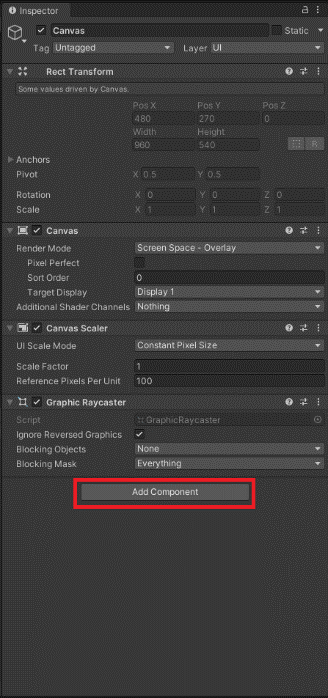 Inspector
Canvas Static
Tag Untagged Layer UI
Rect Transform
Some values driven by Canvas.
Pos X Pos Y Pos Z
480 270 0
Width Height
960 540 R
Anchors
Pivot X 0.5 Y 0.5
Rotation X 0 Y 0 Z 0
Scale X 1 Y 1 Z 1
Canvas
Render Mode Screen Space - Overlay
Pixel Perfect
Sort Order 0
Target Display Display 1
Additional Shader Channels Nothing
Canvas Scaler
UI Scale Mode Constant Pixel Size
Scale Factor 1
Reference Pixels Per Unit 100
Graphic Raycaster
Script GraphicRaycaster
Ignore Reversed Graphics
Blocking Objects None
Blocking Mask Everything
Add Component